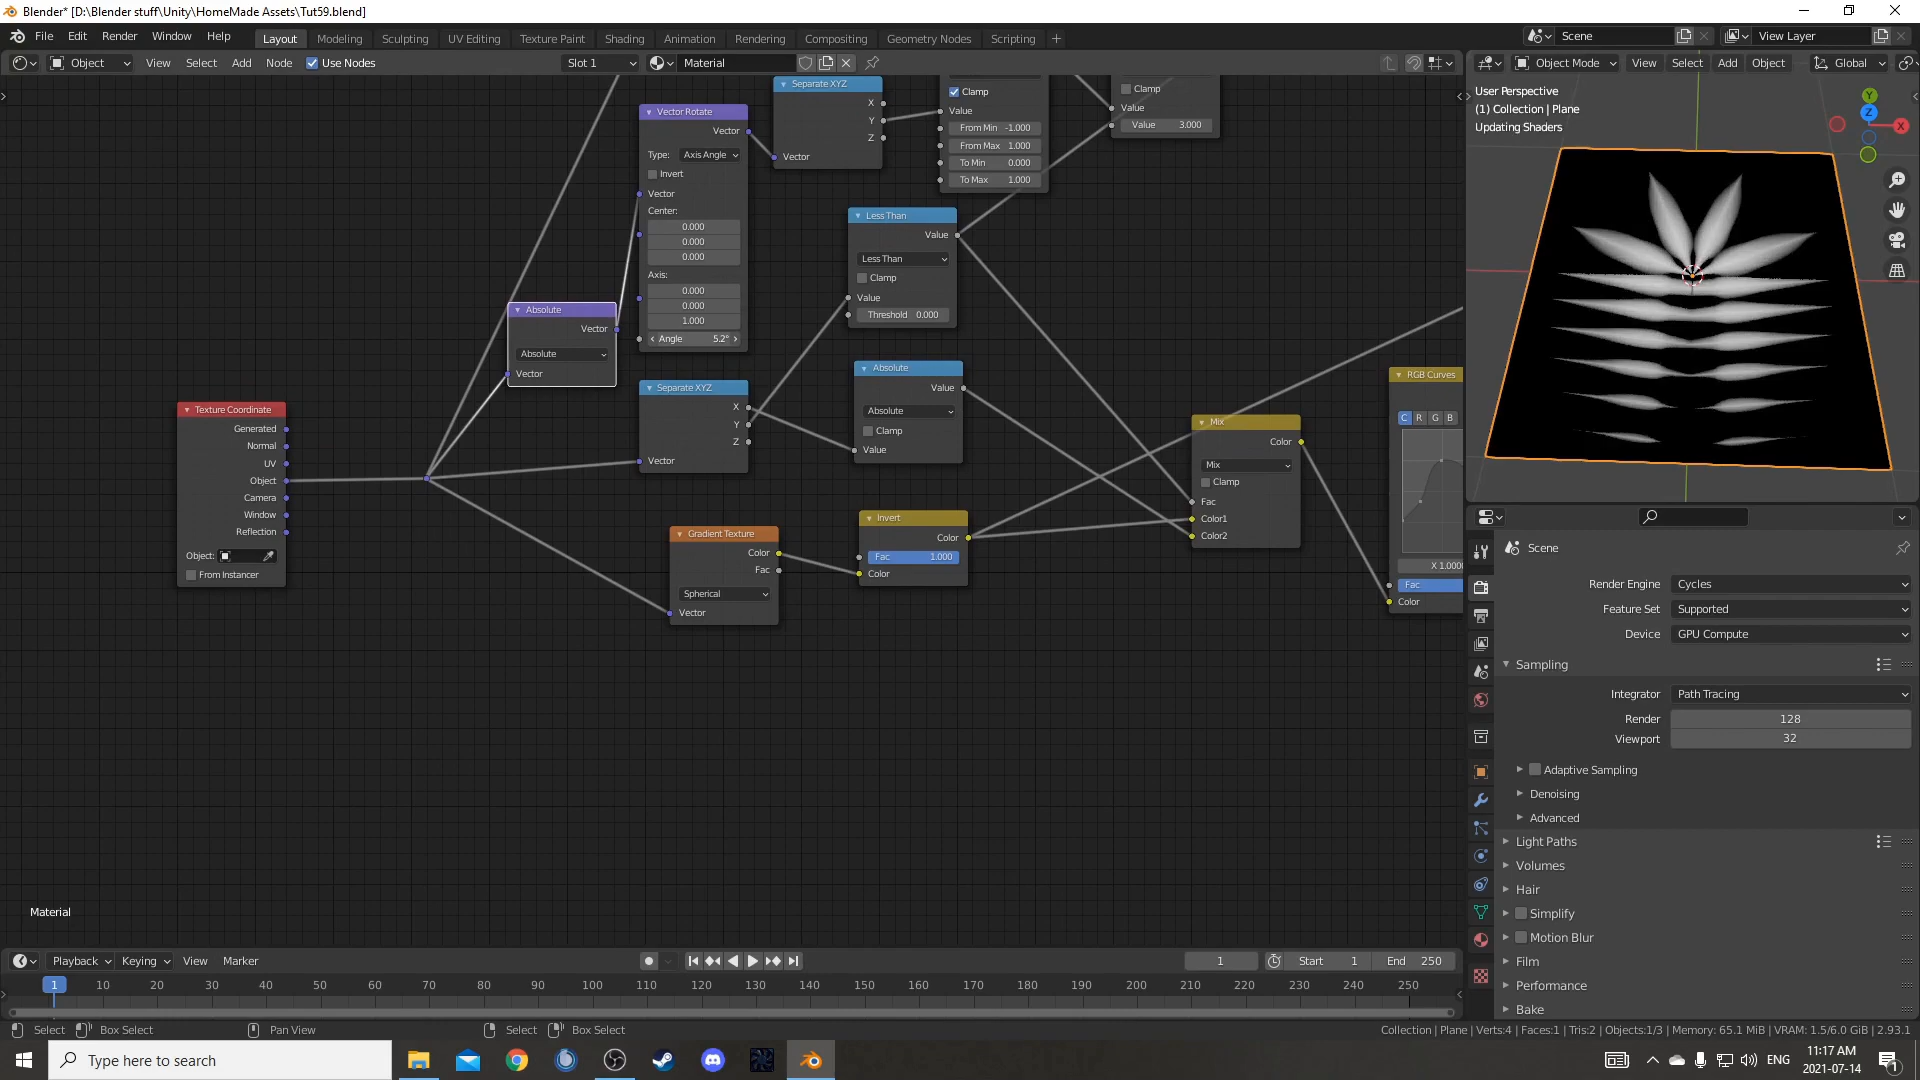 Blender* [D:\Blender stuff\Unity\HomeMade Assets\Tut59.blend]
File Edit Render Window Help Layout Modeling Sculpting UV Editing Texture Paint Shading Animation Rendering Compositing Geometry Nodes Scripting + Scene View Layer
Object View Select Add Node Use Nodes Slot 1 Material
Object Mode View Select Add Object Global
User Perspective
(1) Collection | Plane
Updating Shaders
Y
Z
X
Separate XYZ
X
Y
Z
Vector
Vector Rotate
Vector
Type: Axis Angle
Invert
Vector
Center:
0.000
0.000
0.000
Axis:
0.000
0.000
1.000
Angle 5.2°
Clamp
Value
From Min -1.000
From Max 1.000
To Min 0.000
To Max 1.000
Clamp
Value
Value 3.000
Less Than
Value
Less Than
Clamp
Value
Threshold 0.000
Absolute
Vector
Absolute
Vector
Separate XYZ
X
Y
Z
Vector
Absolute
Value
Absolute
Clamp
Value
Texture Coordinate
Generated
Normal
UV
Object
Camera
Window
Reflection
Object:
From Instancer
Gradient Texture
Color
Fac
Spherical
Vector
Invert
Color
Fac 1.000
Color
Mix
Color
Mix
Clamp
Fac
Color1
Color2
RGB Curves
C R G B
X 1.0000
Fac
Color
Material
Scene
Render Engine Cycles
Feature Set Supported
Device GPU Compute
Sampling
Integrator Path Tracing
Render 128
Viewport 32
Adaptive Sampling
Denoising
Advanced
Light Paths
Volumes
Hair
Simplify
Motion Blur
Film
Performance
Bake
Playback Keying View Marker 1 Start 1 End 250
1 10 20 30 40 50 60 70 80 90 100 110 120 130 140 150 160 170 180 190 200 210 220 230 240 250
Select Box Select Pan View Select Box Select Collection | Plane | Verts:4 | Faces:1 | Tris:2 | Objects:1/3 | Memory: 65.1 MiB | VRAM: 1.5/6.0 GiB | 2.93.1
Type here to search ENG 11:17 AM
2021-07-14 1